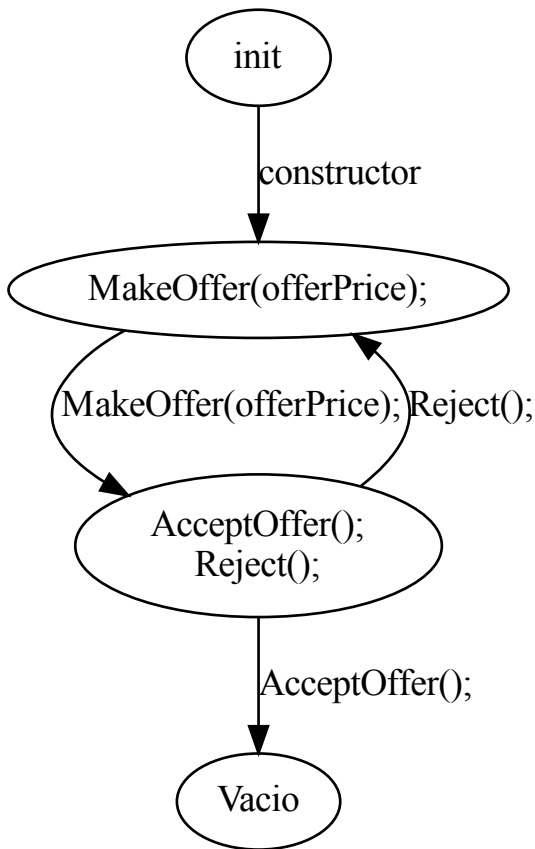 init
constructor
MakeOffer(offerPrice);
MakeOffer(offerPrice);
Reject();
AcceptOffer();
Reject();
AcceptOffer();
Vacio